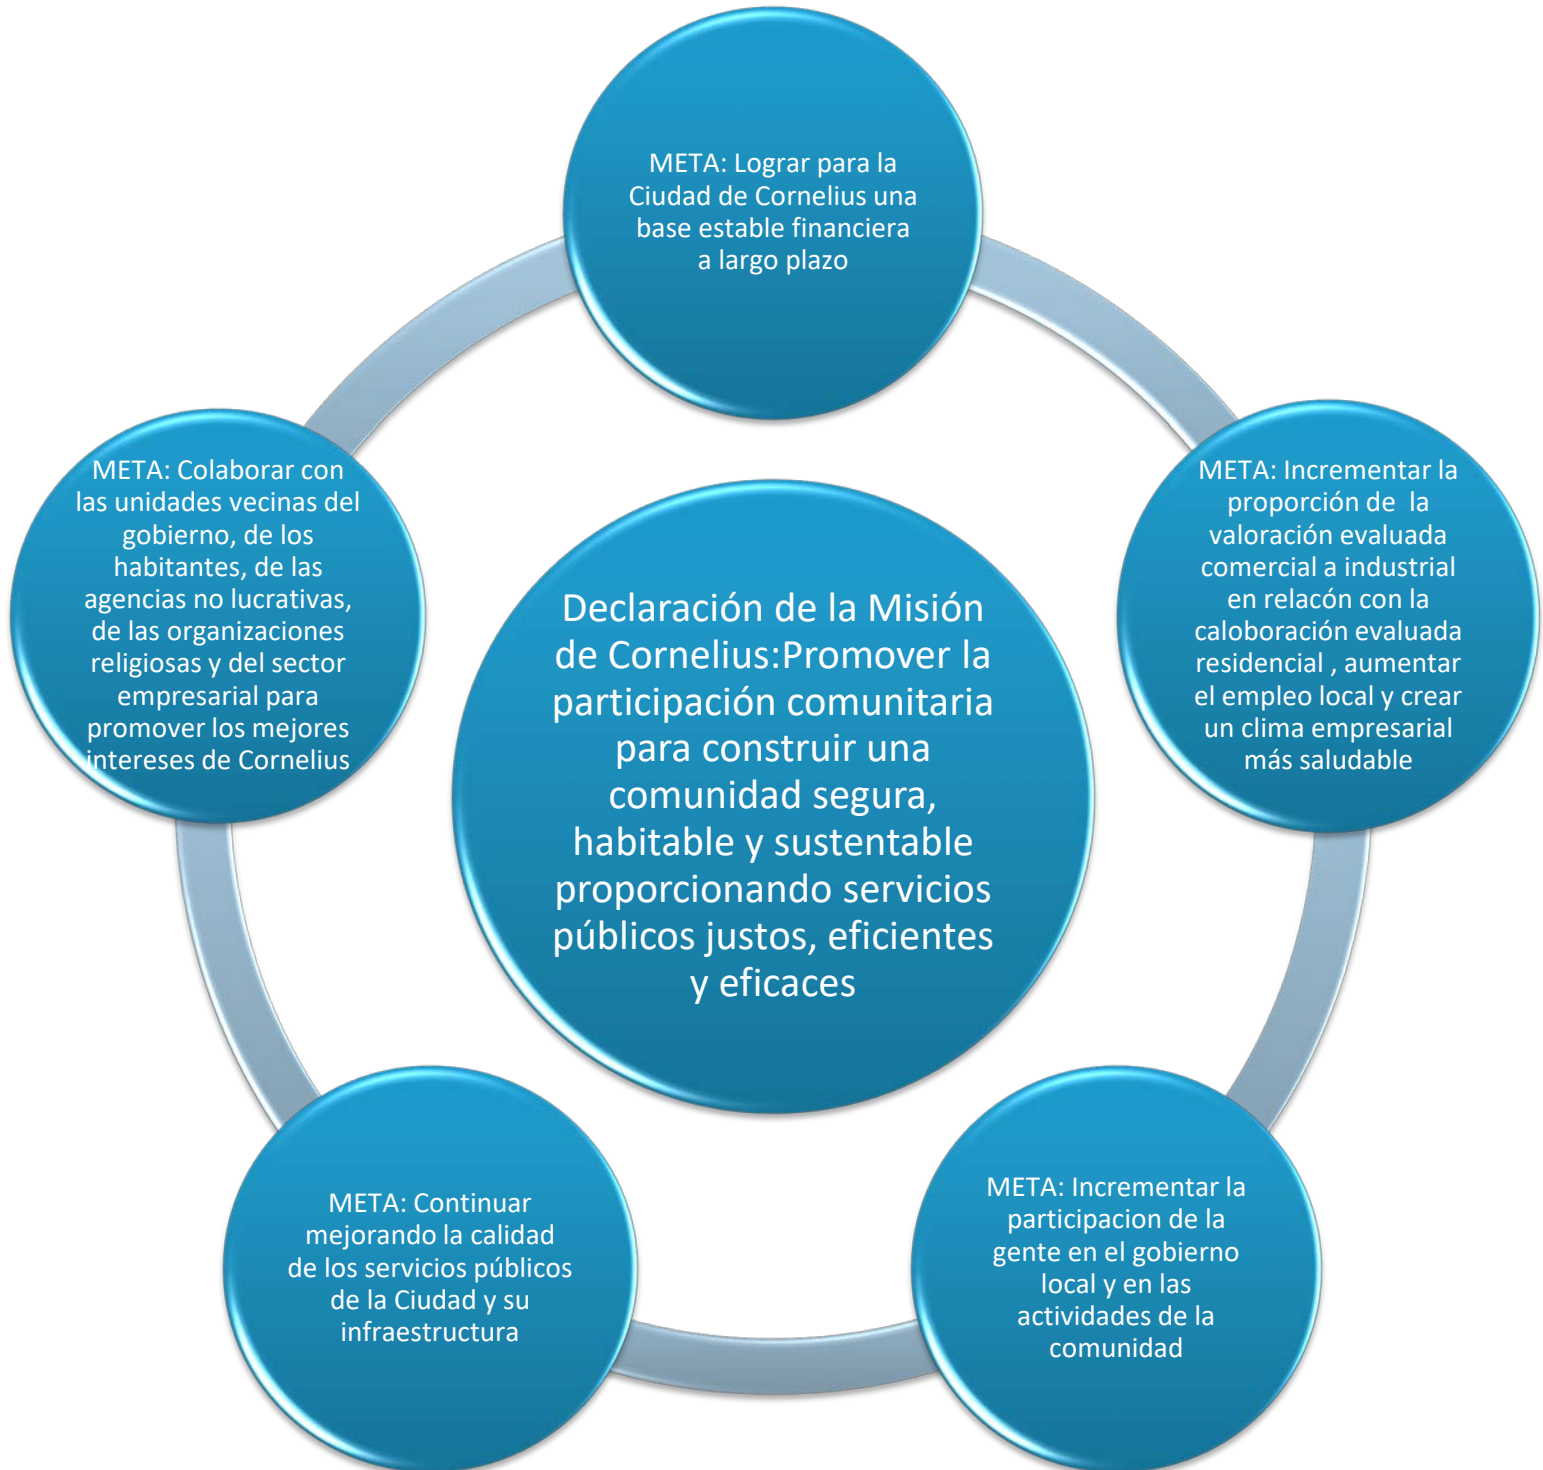 META: Lograr para la
Ciudad de Cornelius una
base estable financiera
a largo plazo
META: Colaborar con
las unidades vecinas del
gobierno, de los
habitantes, de las
agencias no lucrativas,
de las organizaciones
religiosas y del sector
empresarial para
promover los mejores
intereses de Cornelius
META: Incrementar la
proporción de la
valoración evaluada
comercial a industrial
en relacón con la
caloboración evaluada
residencial , aumentar
el empleo local y crear
un clima empresarial
más saludable
Declaración de la Misión
de Cornelius:Promover la
participación comunitaria
para construir una
comunidad segura,
habitable y sustentable
proporcionando servicios
públicos justos, eficientes
y eficaces
META: Continuar
mejorando la calidad
de los servicios públicos
de la Ciudad y su
infraestructura
META: Incrementar la
participacion de la
gente en el gobierno
local y en las
actividades de la
comunidad